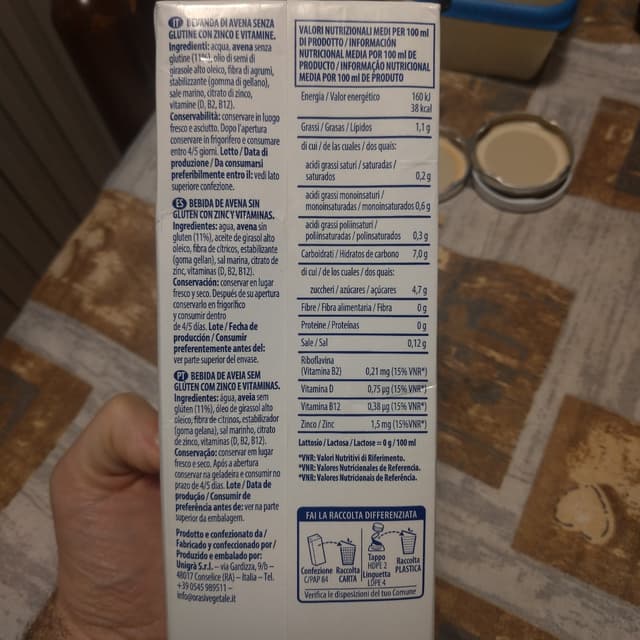 IT BEVANDA DI AVENA SENZA
GLUTINE CON ZINCO E VITAMINE.
Ingredienti: acqua, avena senza
glutine (11%), olio di semi di
girasole alto oleico, fibra di agrumi,
stabilizzante (gomma di gellano),
sale marino, citrato di zinco,
vitamine (D, B2, B12).
Conservabilità: conservare in luogo
fresco e asciutto. Dopo l'apertura
conservare in frigorifero e consumare
entro 4/5 giorni. Lotto / Data di
produzione / Da consumarsi
preferibilmente entro il: vedi lato
superiore confezione.
ES BEBIDA DE AVENA SIN
GLUTEN CON ZINC Y VITAMINAS.
Ingredientes: agua, avena sin
gluten (11%), aceite de girasol alto
oleico, fibra de cítricos, estabilizante
(goma gellan), sal marina, citrato de
zinc, vitaminas (D, B2, B12).
Conservación: conservar en lugar
fresco y seco. Después de su apertura
conservarlo en frigorífico
y consumir dentro
de 4/5 días. Lote / Fecha de
producción / Consumir
preferentemente antes del:
ver parte superior del envase.
PT BEBIDA DE AVEIA SEM
GLÚTEN COM ZINCO E VITAMINAS.
Ingredientes: água, aveia sem
glúten (11%), óleo de girassol alto
oleico, fibra de citrinos, estabilizador
(goma gelana), sal marinho, citrato
de zinco, vitaminas (D, B2, B12).
Conservação: conservar em lugar
fresco e seco. Após a abertura
conservar na geladeira e consumir no
prazo de 4/5 dias. Lote / Data de
produção / Consumir de
preferência antes de: ver na parte
superior da embalagem.
Prodotto e confezionato da /
Fabricado y confeccionado por /
Produzido e embalado por:
Unigrà S.r.l. – via Gardizza, 9/b –
48017 Conselice (RA) – Italia – Tel.
+39 0545 989511 –
info@orasivegetale.it
VALORI NUTRIZIONALI MEDI PER 100 ml
DI PRODOTTO / INFORMACIÓN
NUTRICIONAL MEDIA POR 100 ml DE
PRODUCTO / INFORMAÇÃO NUTRICIONAL
MEDIA POR 100 ml DE PRODUTO
Energia / Valor energético 160 kJ
38 kcal
Grassi / Grasas / Lípidos 1,1 g
di cui / de las cuales / dos quais:
acidi grassi saturi / saturadas /
saturados 0,2 g
acidi grassi monoinsaturi /
monoinsaturadas / monoinsaturados 0,6 g
acidi grassi poliinsaturi /
poliinsaturadas / polinsaturados 0,3 g
Carboidrati / Hidratos de carbono 7,0 g
di cui / de los cuales / dos quais:
zuccheri / azúcares / açúcares 4,7 g
Fibre / Fibra alimentaria / Fibra 0 g
Proteine / Proteínas 0 g
Sale / Sal 0,12 g
Riboflavina
(Vitamina B2) 0,21 mg (15% VNR*)
Vitamina D 0,75 µg (15% VNR*)
Vitamina B12 0,38 µg (15% VNR*)
Zinco / Zinc 1,5 mg (15%VNR*)
Lattosio / Lactosa / Lactose = 0 g / 100 ml
*VNR: Valori Nutritivi di Riferimento.
*VNR: Valores Nutricionales de Referencia.
*VNR: Valores Nutricionais de Referência.
FAI LA RACCOLTA DIFFERENZIATA
Confezione
C/PAP 84
Raccolta
CARTA
Tappo
HDPE 2
Linguetta
LDPE 4
Raccolta
PLASTICA
Verifica le disposizioni del tuo Comune